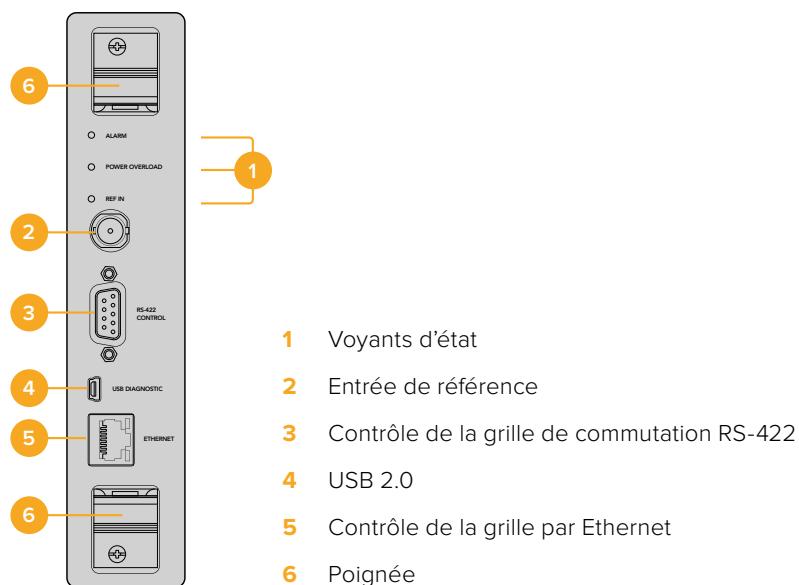 6
ALARM
POWER OVERLOAD
1
REF IN
2
3
RS-422
CONTROL
4
USB DIAGNOSTIC
5
ETHERNET
6
1 Voyants d’état
2 Entrée de référence
3 Contrôle de la grille de commutation RS-422
4 USB 2.0
5 Contrôle de la grille par Ethernet
6 Poignée